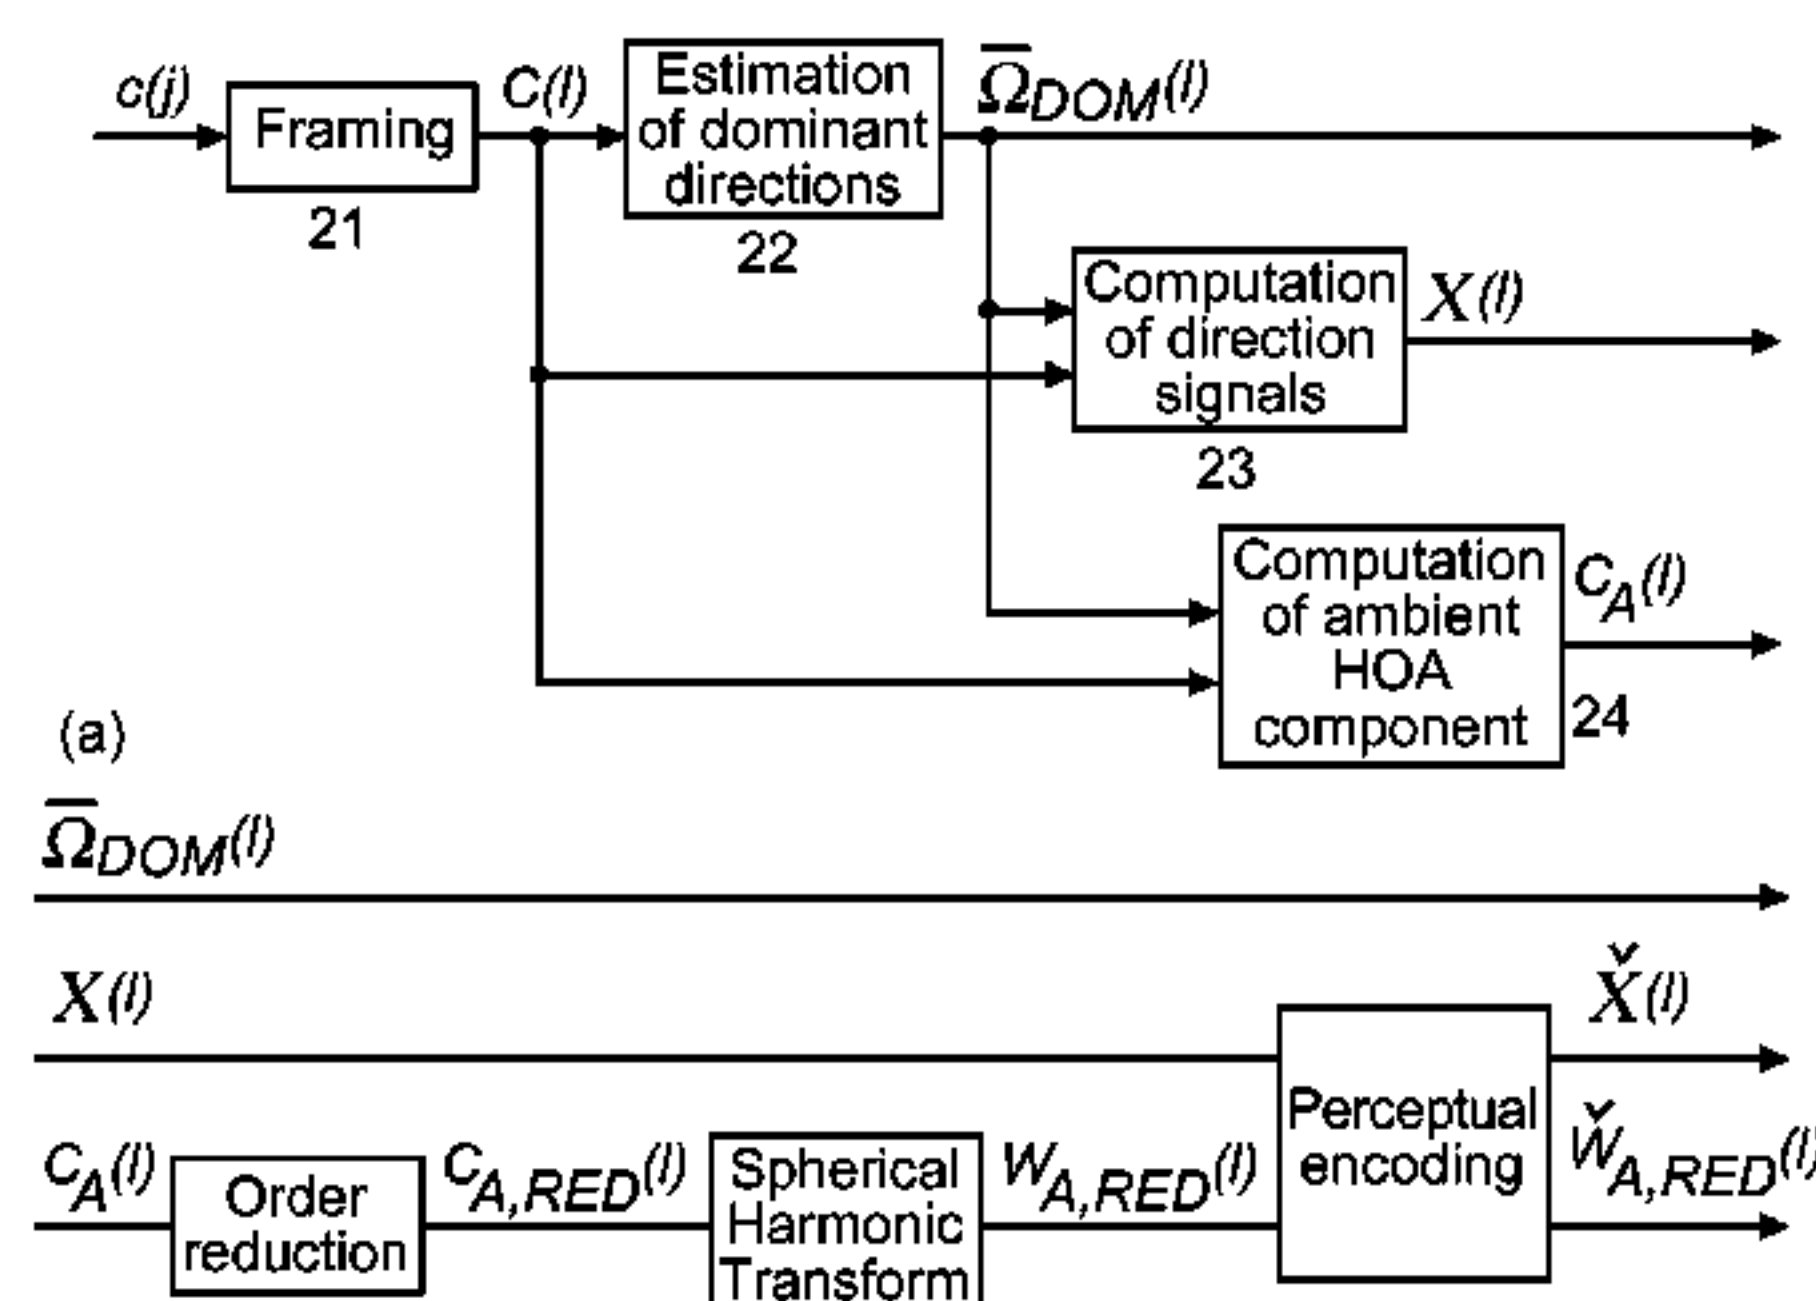 c(j)
Framing
21
C(l)
Estimation
of dominant
directions
22
Ω̅DOM(l)
Computation
of direction
signals
23
X(l)
Computation
of ambient
HOA
component
24
CA(l)
(a)
Ω̅DOM(l)
X(l)
X̌(l)
CA(l)
Order
reduction
CA,RED(l)
Spherical
Harmonic
Transform
WA,RED(l)
Perceptual
encoding
W̌A,RED(l)